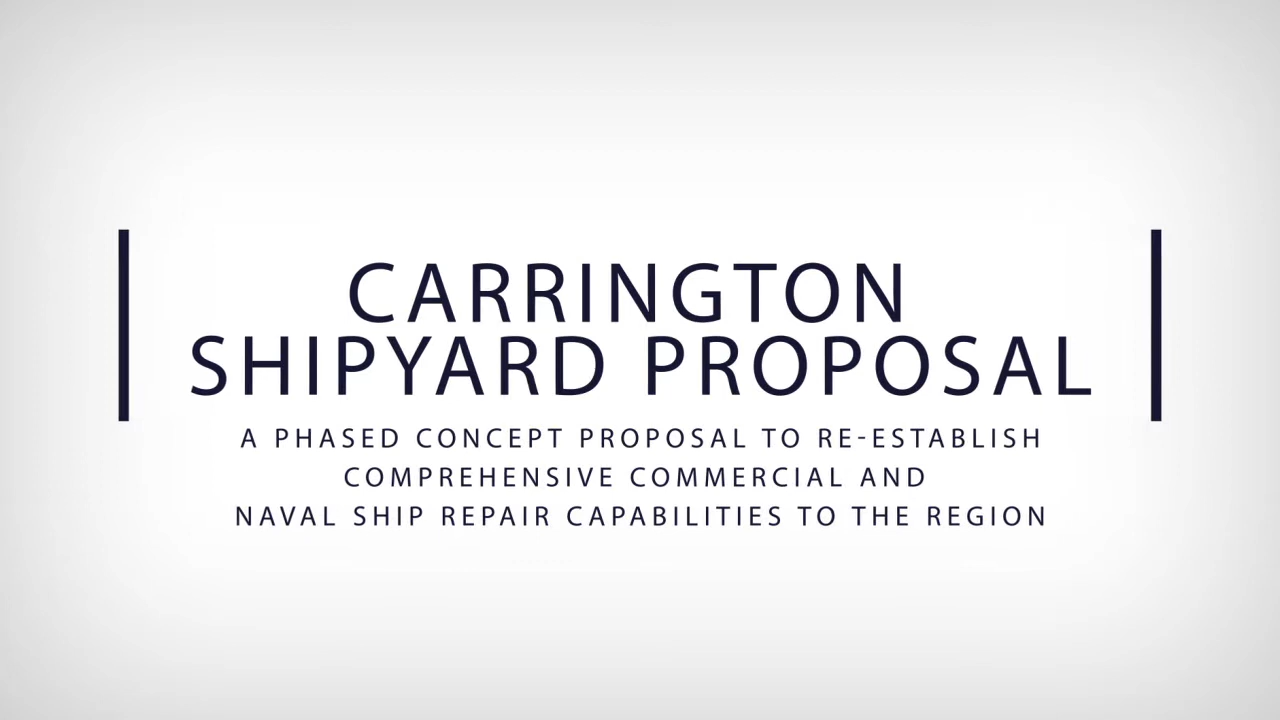 CARRINGTON
SHIPYARD PROPOSAL
A PHASED CONCEPT PROPOSAL TO RE-ESTABLISH
COMPREHENSIVE COMMERCIAL AND
NAVAL SHIP REPAIR CAPABILITIES TO THE REGION